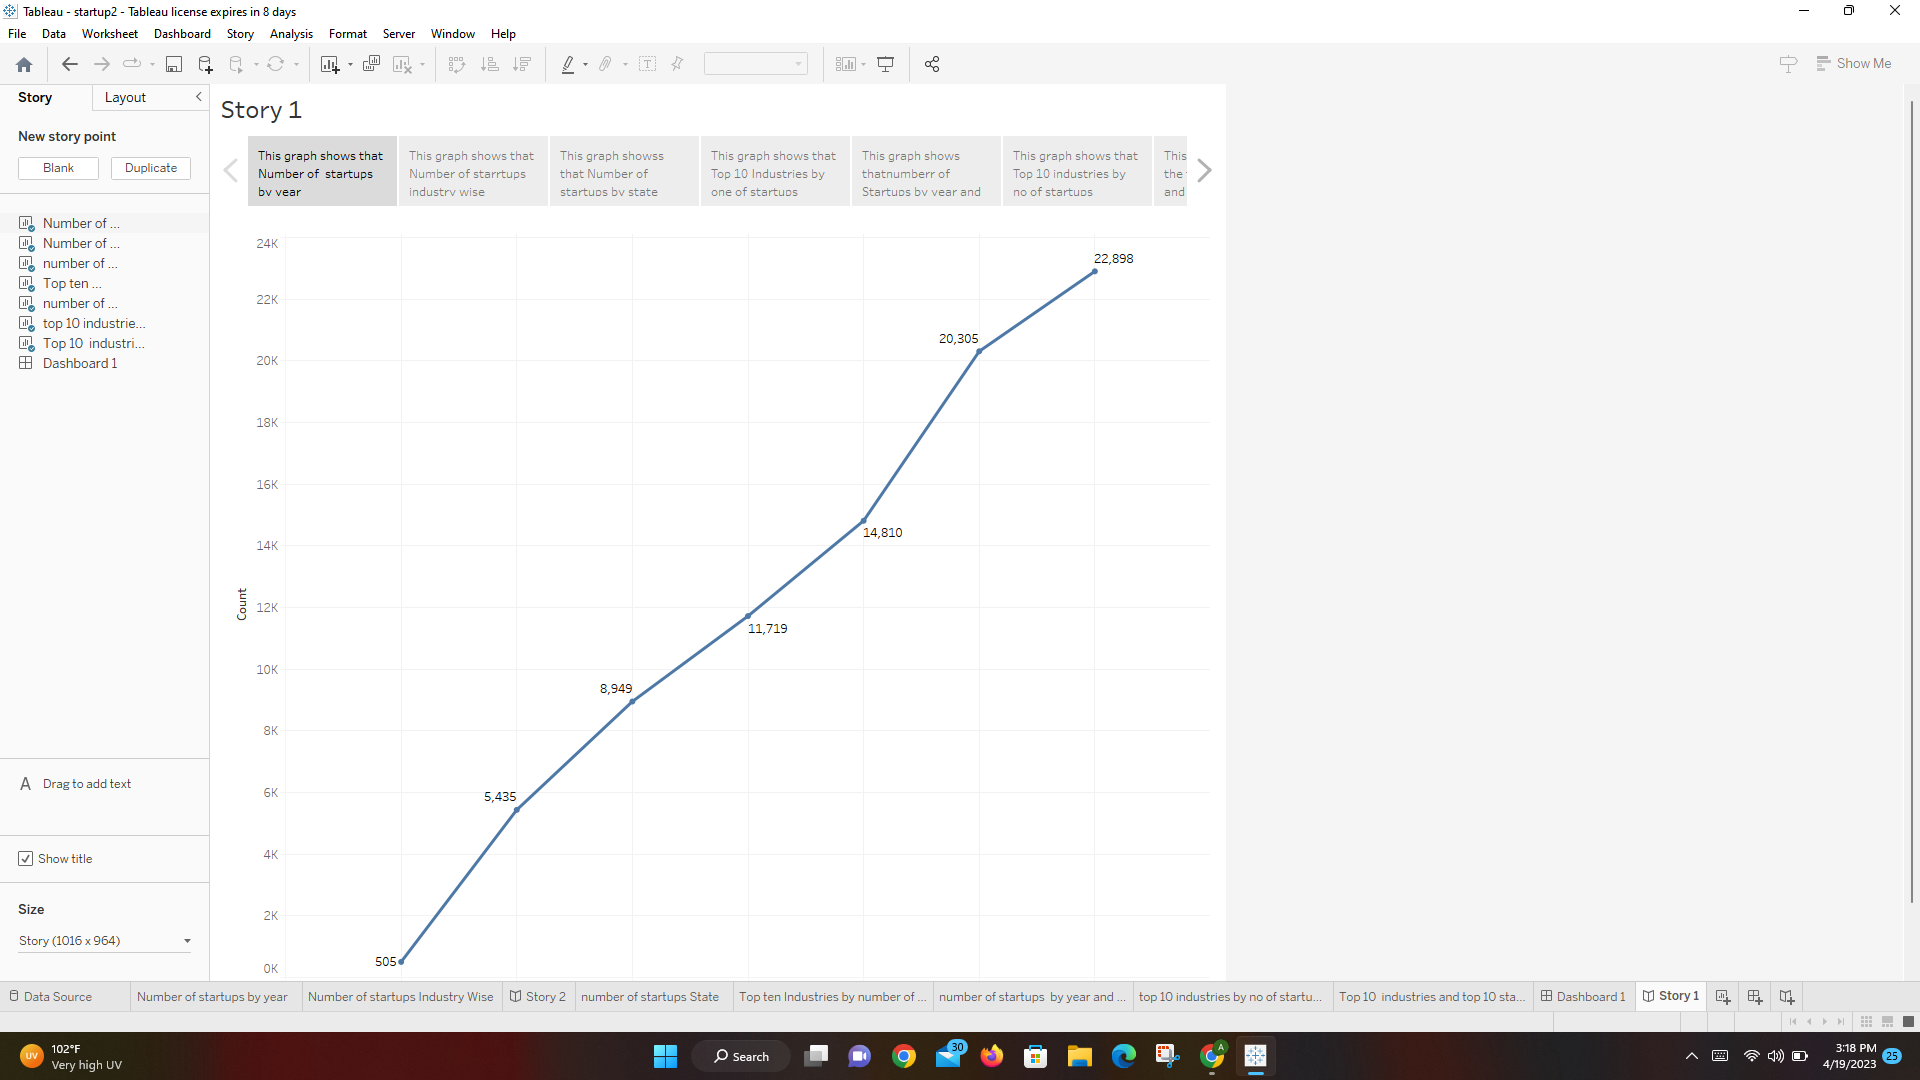 Tableau - startup2 - Tableau license expires in 8 days
File Data Worksheet Dashboard Story Analysis Format Server Window Help
Show Me
Story Layout
New story point
Blank Duplicate
Number of ...
Number of ...
number of ...
Top ten ...
number of ...
top 10 industrie...
Top 10  industri...
Dashboard 1
A Drag to add text
Show title
Size
Story (1016 x 964)
Story 1
This graph shows that
Number of  startups
by year
This graph shows that
Number of starrtups
industry wise
This graph showss
that Number of
startups by state
This graph shows that
Top 10 Industries by
one of startups
This graph shows
thatnumberr of
Startups by year and
This graph shows that
Top 10 industries by
no of startups
This
the
and
24K
22K
20K
18K
16K
14K
12K
10K
8K
6K
4K
2K
0K
Count
22,898
20,305
14,810
11,719
8,949
5,435
505
Data Source Number of startups by year Number of startups Industry Wise Story 2 number startups State Top ten Industries by number of ... number of startups  by year and ... top 10 industries by no of startu... Top 10  industries and top 10 sta... Dashboard 1 Story 1
UV 102°F
Very high UV
Search
30
A
3:18 PM
4/19/2023
25